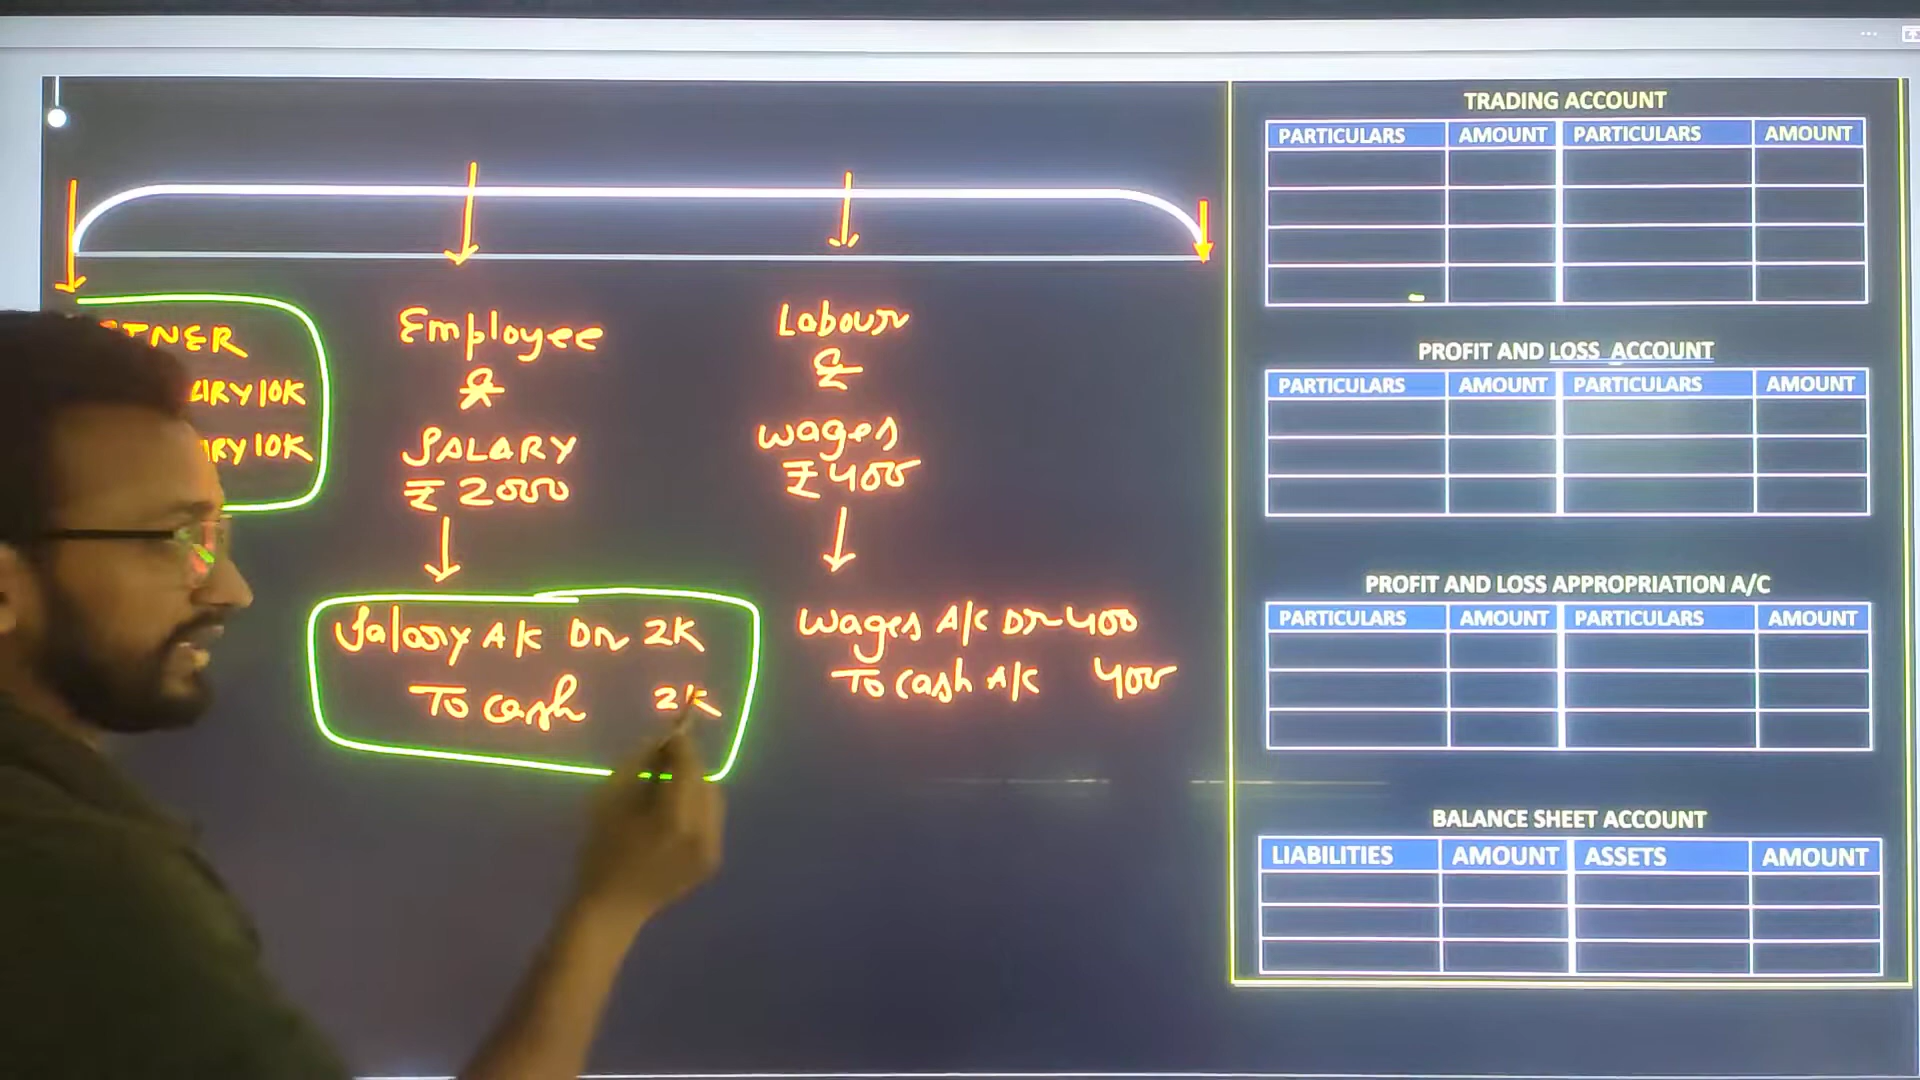 Employee
SALARY
₹ 2000
Salary A/c Dr 2K
To cash 2K
Labour
wages
₹ 400
wages A/c Dr 400
To cash A/c 400
10K
10K
TRADING ACCOUNT
PARTICULARS AMOUNT PARTICULARS AMOUNT
PROFIT AND LOSS ACCOUNT
PARTICULARS AMOUNT PARTICULARS AMOUNT
PROFIT AND LOSS APPROPRIATION A/C
PARTICULARS AMOUNT PARTICULARS AMOUNT
BALANCE SHEET ACCOUNT
LIABILITIES AMOUNT ASSETS AMOUNT